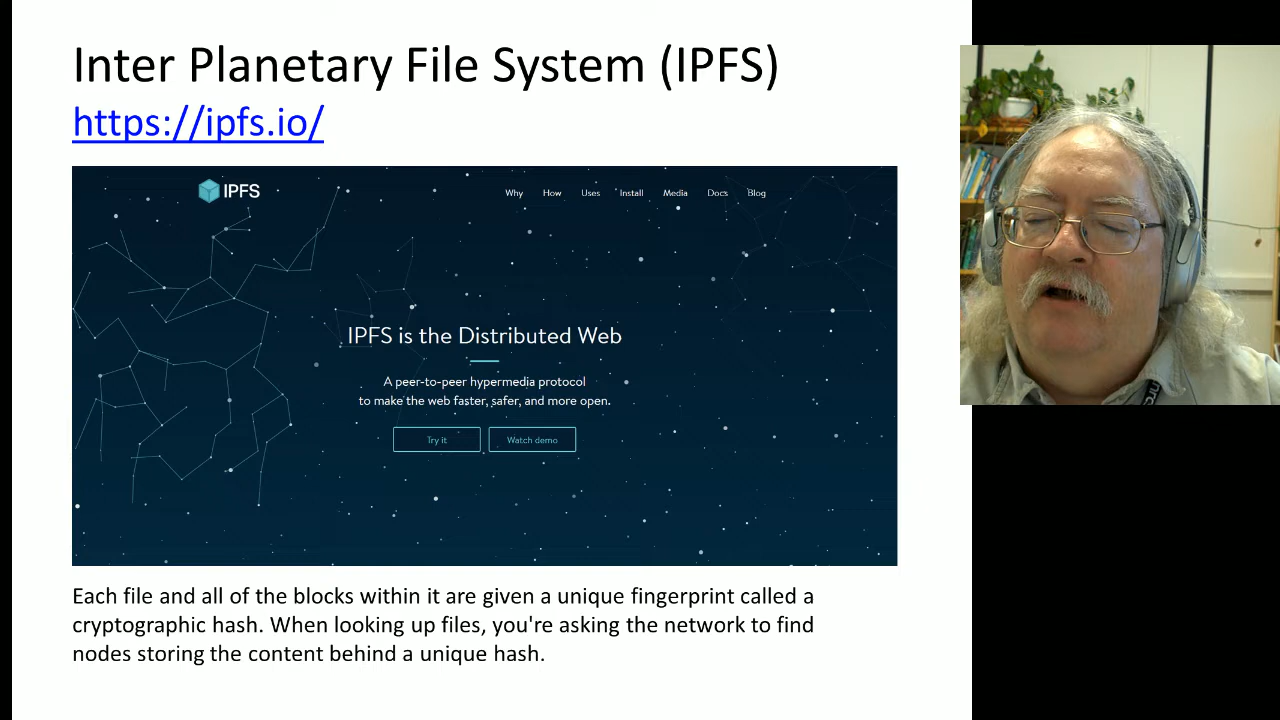 Inter Planetary File System (IPFS)
https://ipfs.io/
IPFS
Why How Uses Install Media Docs Blog
IPFS is the Distributed Web
A peer-to-peer hypermedia protocol
to make the web faster, safer, and more open.
Try it Watch demo
Each file and all of the blocks within it are given a unique fingerprint called a
cryptographic hash. When looking up files, you're asking the network to find
nodes storing the content behind a unique hash.